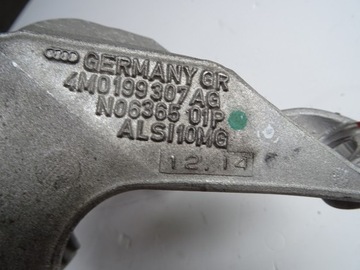 GERMANY GR
4M0199307AG
N06365 01P
ALSI10MG
12.14